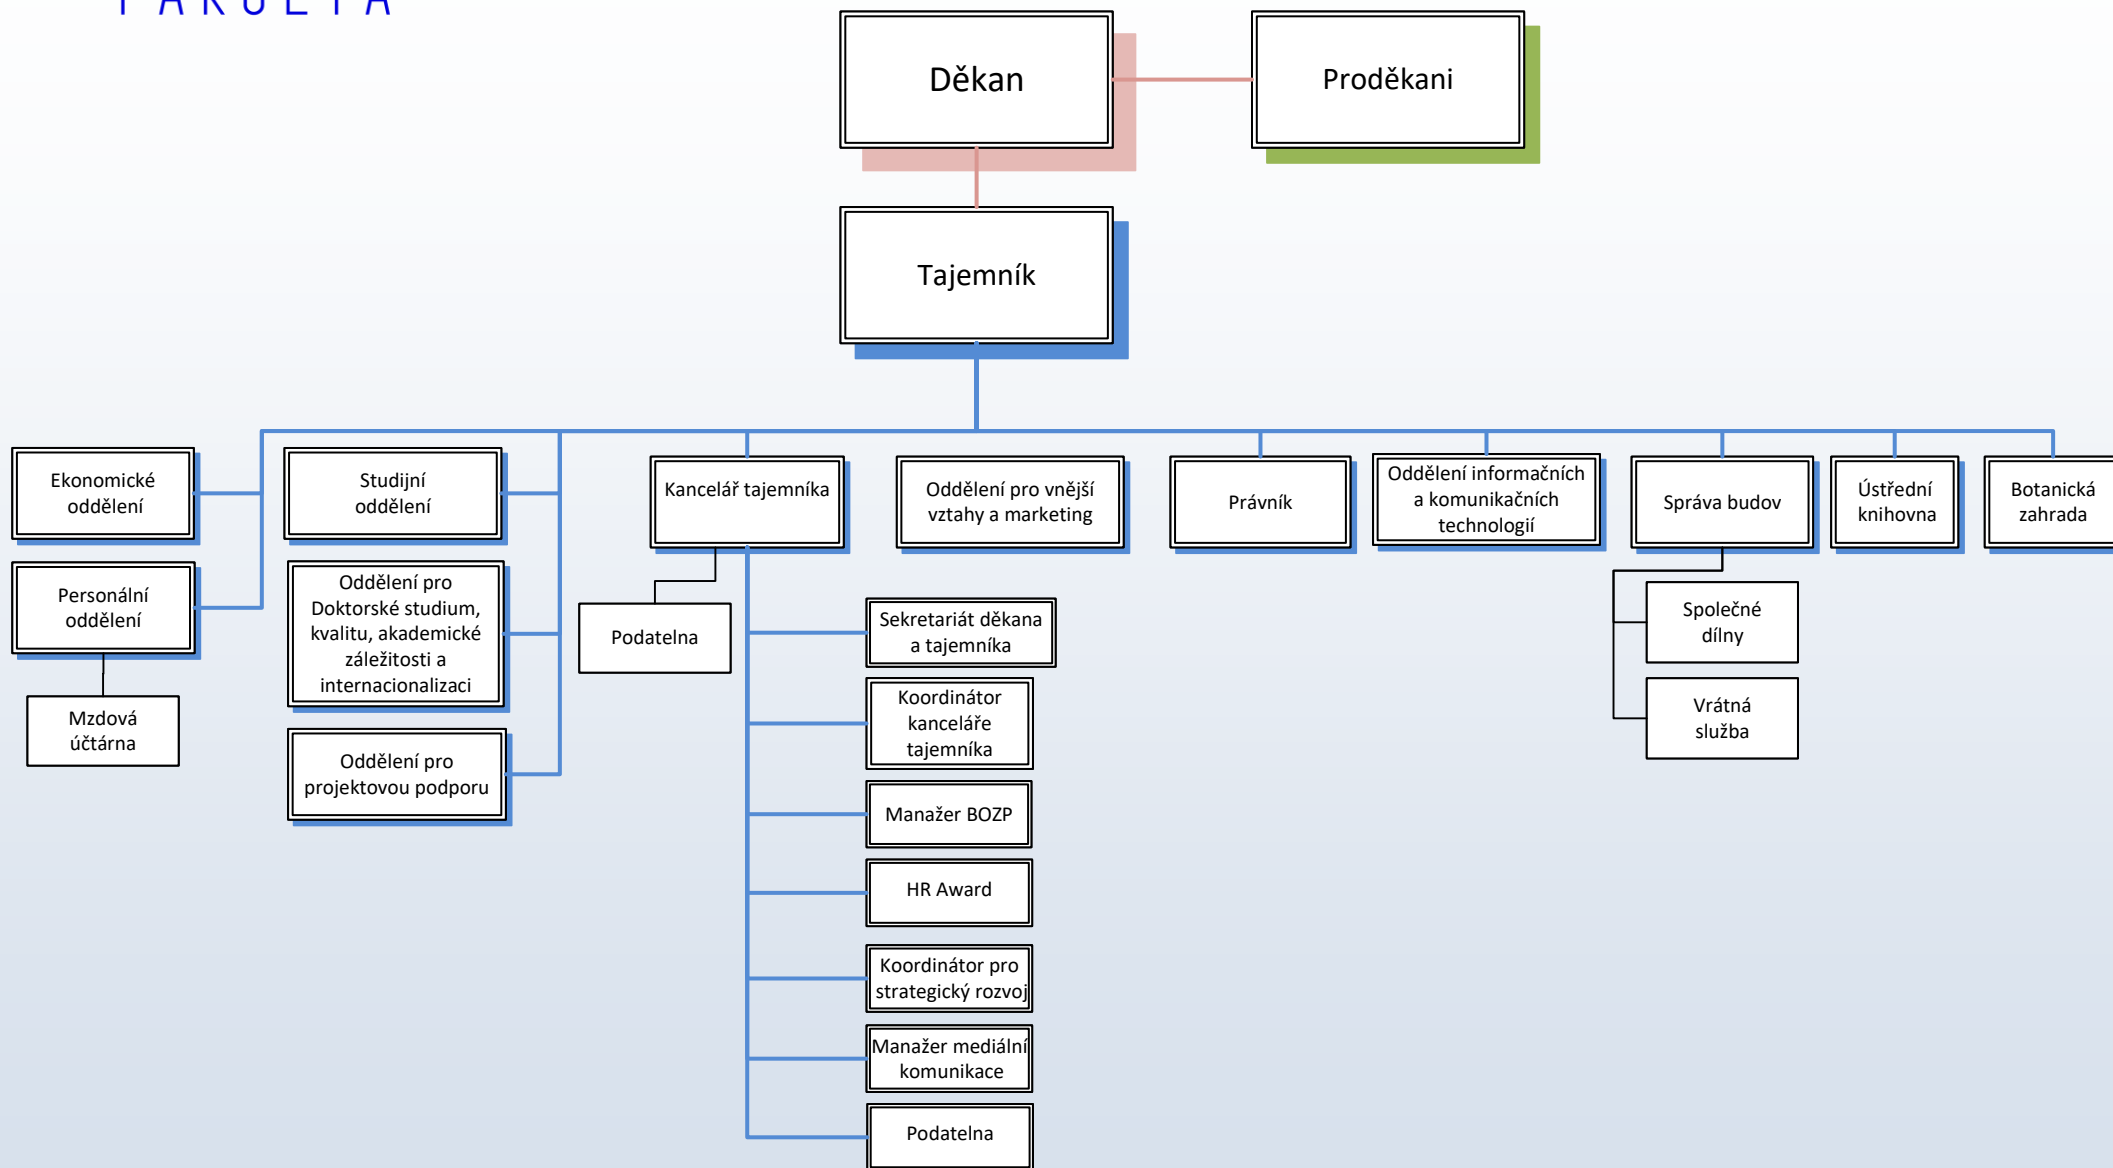 FAKULTA
Děkan
Proděkani
Tajemník
Ekonomické
oddělení
Personální
oddělení
Mzdová
účtárna
Studijní
oddělení
Oddělení pro
Doktorské studium,
kvalitu, akademické
záležitosti a
internacionalizaci
Oddělení pro
projektovou podporu
Kancelář tajemníka
Podatelna
Sekretariát děkana
a tajemníka
Koordinátor
kanceláře
tajemníka
Manažer BOZP
HR Award
Koordinátor pro
strategický rozvoj
Manažer mediální
komunikace
Podatelna
Oddělení pro vnější
vztahy a marketing
Právník
Oddělení informačních
a komunikačních
technologií
Správa budov
Společné
dílny
Vrátná
služba
Ústřední
knihovna
Botanická
zahrada